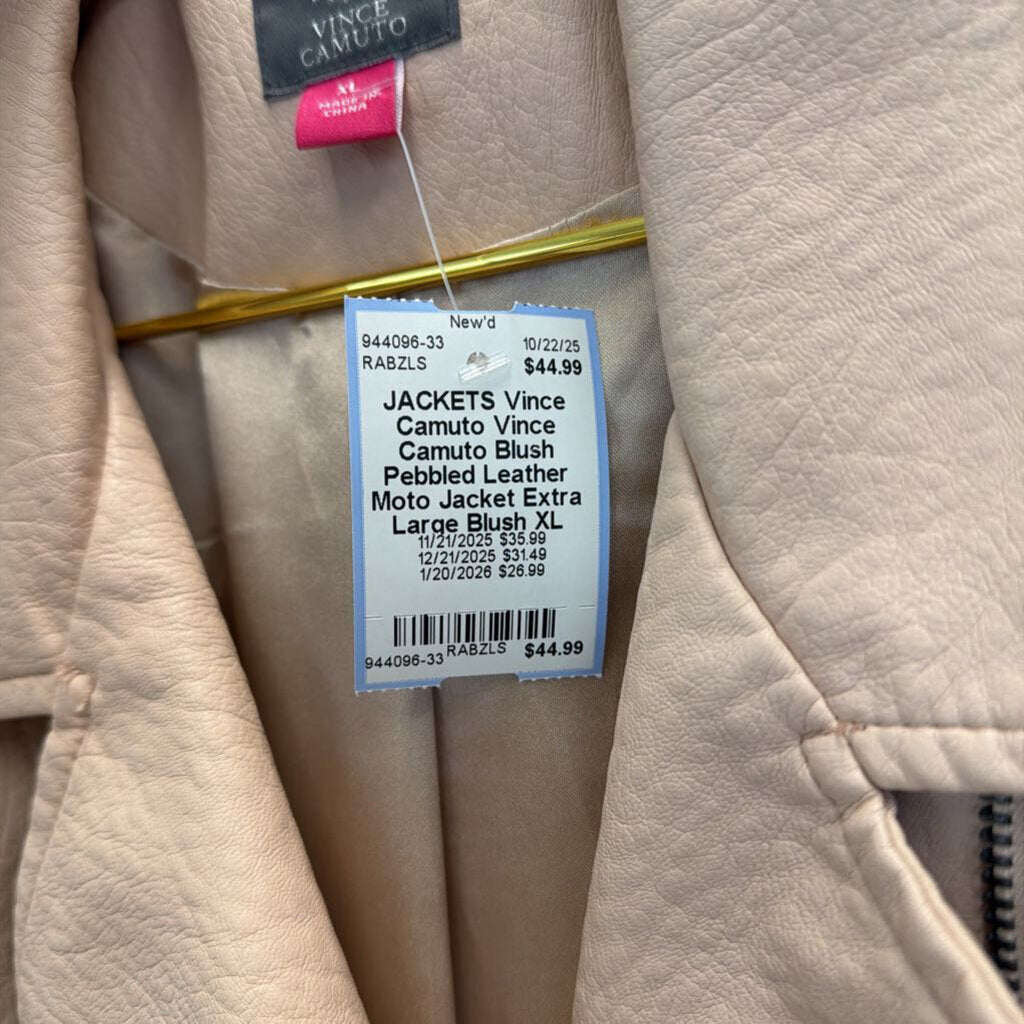 VINCE
CAMUTO
XL
MADE IN
CHINA
New'd
944096-33 10/22/25
RABZLS $44.99
JACKETS Vince
Camuto Vince
Camuto Blush
Pebbled Leather
Moto Jacket Extra
Large Blush XL
11/21/2025 $35.99
12/21/2025 $31.49
1/20/2026 $26.99
944096-33 RABZLS $44.99